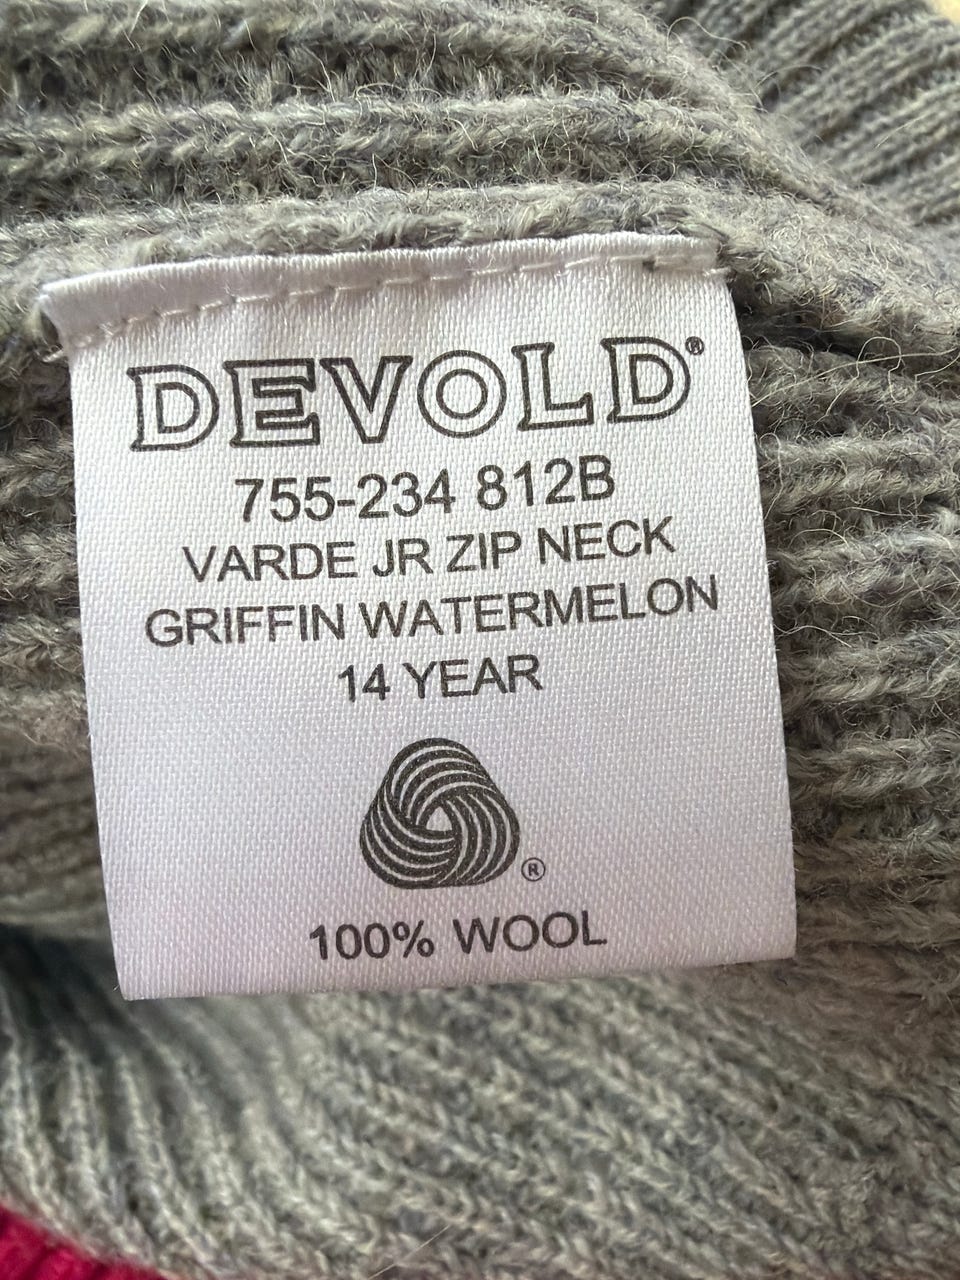 DEVOLD®
755-234 812B
VARDE JR ZIP NECK
GRIFFIN WATERMELON
14 YEAR
®
100% WOOL